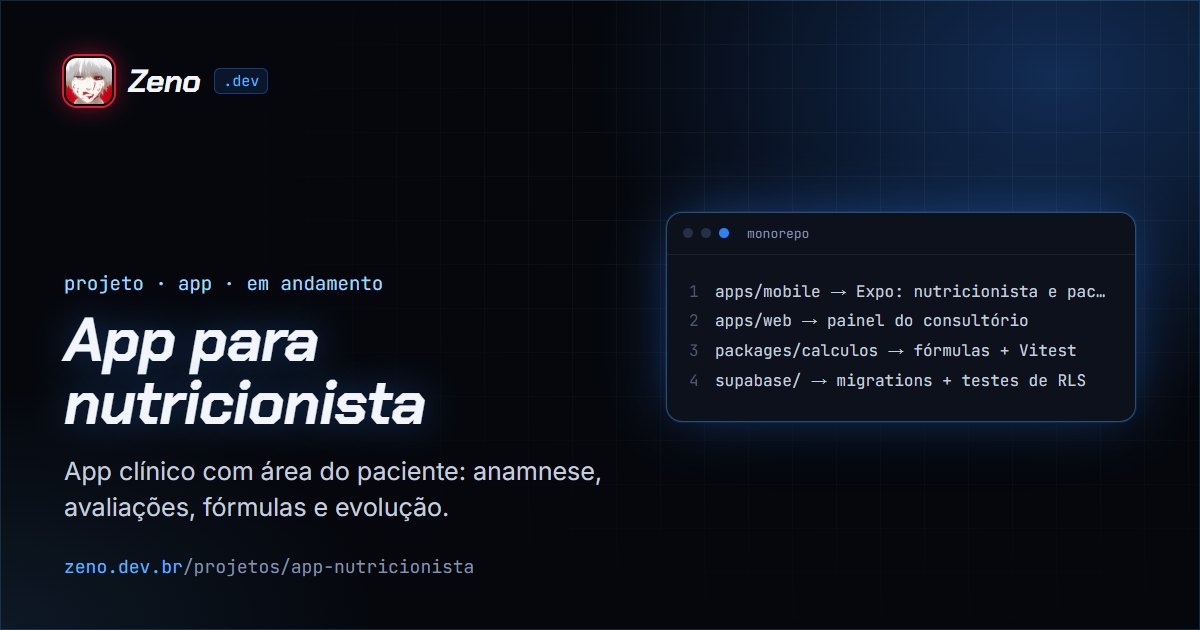 Zeno .dev
projeto · app · em andamento
App para
nutricionista
App clínico com área do paciente: anamnese,
avaliações, fórmulas e evolução.
zeno.dev.br/projetos/app-nutricionista
monorepo
1 apps/mobile → Expo: nutricionista e pac…
2 apps/web → painel do consultório
3 packages/calculos → fórmulas + Vitest
4 supabase/ → migrations + testes de RLS